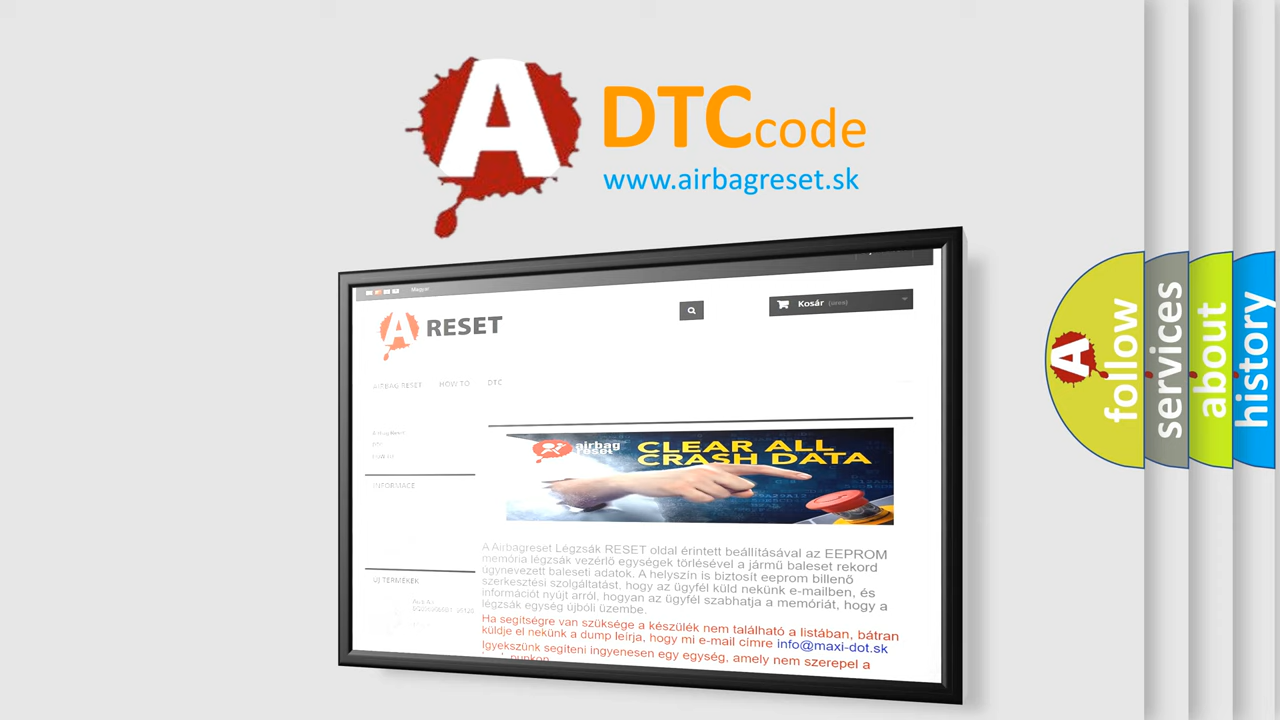 A DTC code
www.airbagreset.sk
Magyar
Kosár (üres)
A RESET
AIRBAG RESET HOW TO DTC
INFORMACE
airbag reset
CLEAR ALL
CRASH DATA
A Airbagreset Légzsák RESET oldal érintett beállításával az EEPROM
memória légzsák vezérlő egységek törlésével a jármű baleset rekord
úgynevezett baleseti adatok. A helyszín is biztosít eeprom billenő
szerkesztési szolgáltatást, hogy az ügyfél küld nekünk e-mailben, és
információt nyújt arról, hogyan az ügyfél szabhatja a memóriát, hogy a
légzsák egység újbóli üzembe.
Ha segítségre van szüksége a készülék nem található a listában, bátran
küldje el nekünk a dump leírja, hogy mi e-mail címre info@maxi-dot.sk
Igyekszünk segíteni ingyenesen egy egység, amely nem szerepel a
ÚJ TERMÉKEK
A follow
services
about
history